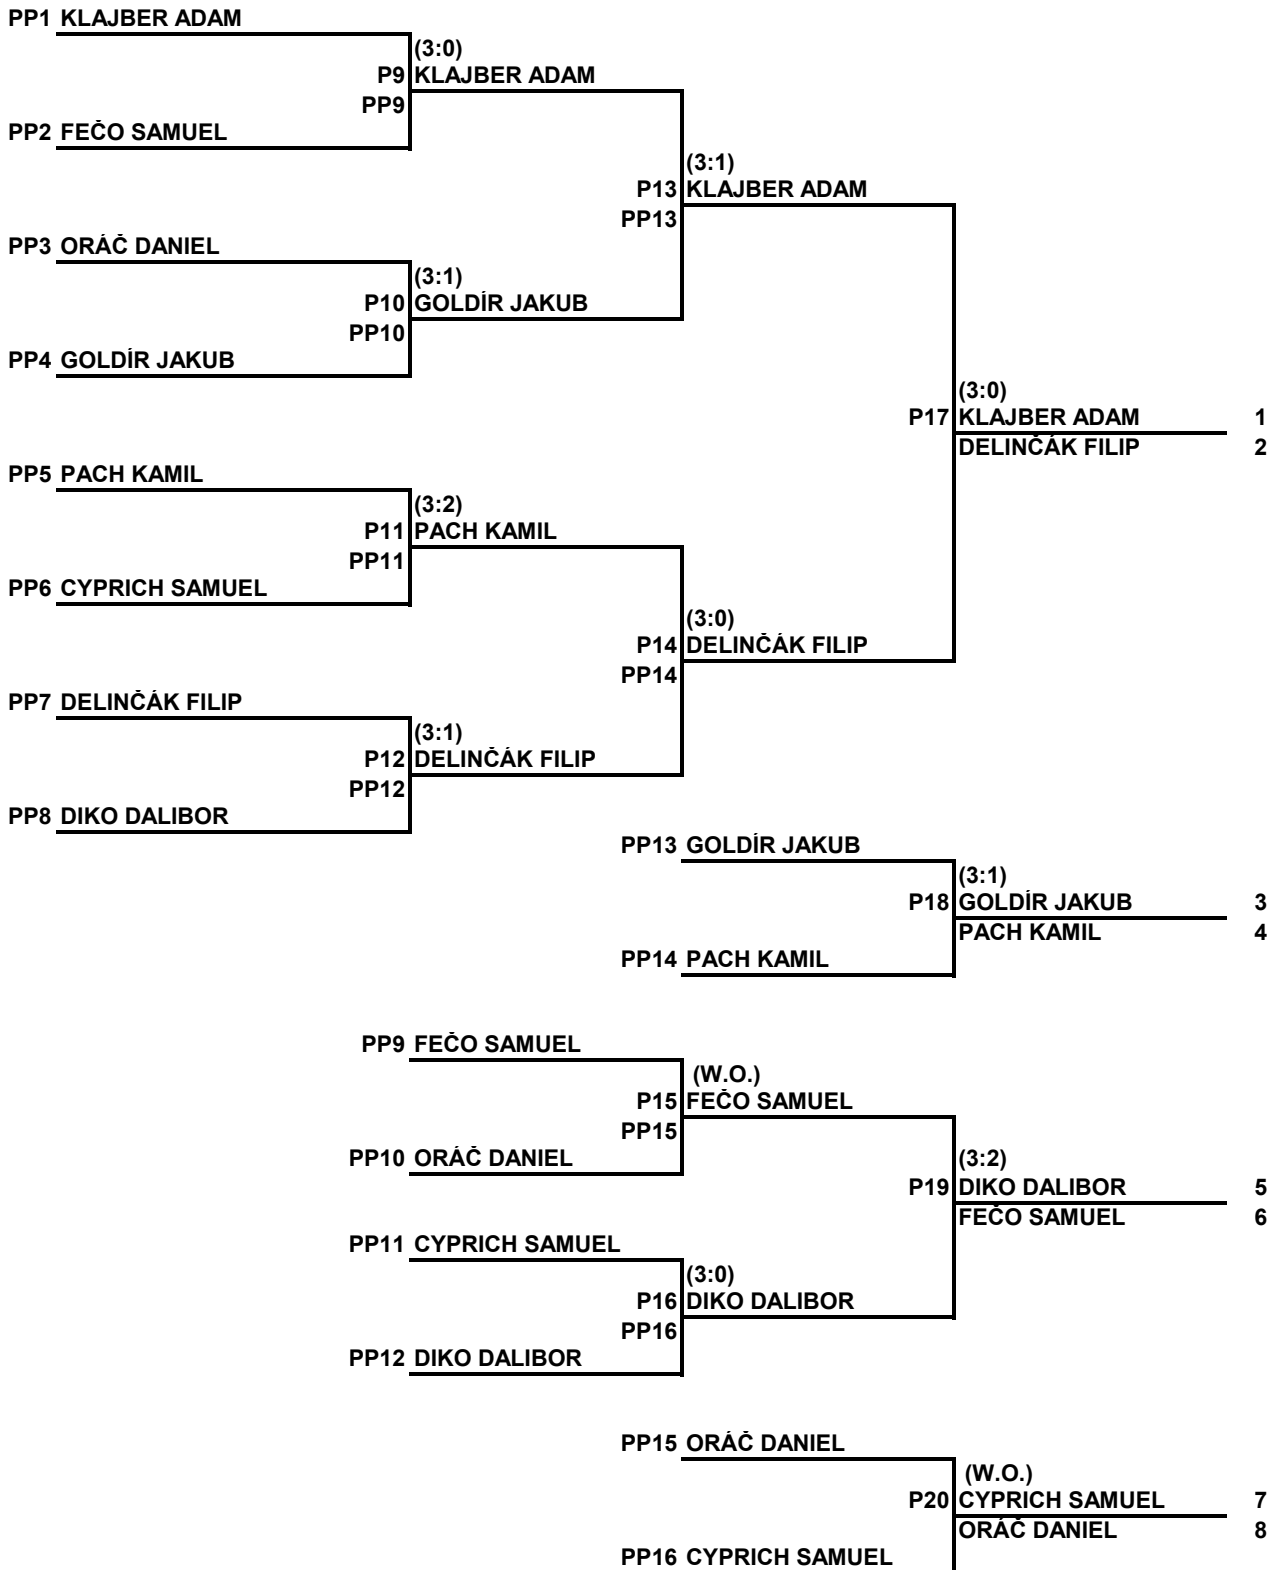 PP1 KLAJBER ADAM
(3:0)
P9 KLAJBER ADAM
PP9
PP2 FEČO SAMUEL
(3:1)
P13 KLAJBER ADAM
PP13
PP3 ORÁČ DANIEL
(3:1)
P10 GOLDÍR JAKUB
PP10
PP4 GOLDÍR JAKUB
(3:0)
P17 KLAJBER ADAM 1
DELINČÁK FILIP 2
PP5 PACH KAMIL
(3:2)
P11 PACH KAMIL
PP11
PP6 CYPRICH SAMUEL
(3:0)
P14 DELINČÁK FILIP
PP14
PP7 DELINČÁK FILIP
(3:1)
P12 DELINČÁK FILIP
PP12
PP8 DIKO DALIBOR
PP13 GOLDÍR JAKUB
(3:1)
P18 GOLDÍR JAKUB 3
PACH KAMIL 4
PP14 PACH KAMIL
PP9 FEČO SAMUEL
(W.O.)
P15 FEČO SAMUEL
PP15
PP10 ORÁČ DANIEL
(3:2)
P19 DIKO DALIBOR 5
FEČO SAMUEL 6
PP11 CYPRICH SAMUEL
(3:0)
P16 DIKO DALIBOR
PP16
PP12 DIKO DALIBOR
PP15 ORÁČ DANIEL
(W.O.)
P20 CYPRICH SAMUEL 7
ORÁČ DANIEL 8
PP16 CYPRICH SAMUEL